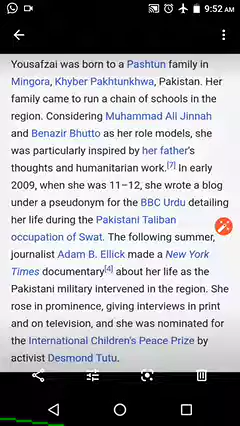 9:52 AM
Yousafzai was born to a Pashtun family in
Mingora, Khyber Pakhtunkhwa, Pakistan. Her
family came to run a chain of schools in the
region. Considering Muhammad Ali Jinnah
and Benazir Bhutto as her role models, she
was particularly inspired by her father's
thoughts and humanitarian work.[7] In early
2009, when she was 11–12, she wrote a blog
under a pseudonym for the BBC Urdu detailing
her life during the Pakistani Taliban
occupation of Swat. The following summer,
journalist Adam B. Ellick made a New York
Times documentary[4] about her life as the
Pakistani military intervened in the region. She
rose in prominence, giving interviews in print
and on television, and she was nominated for
the International Children's Peace Prize by
activist Desmond Tutu.